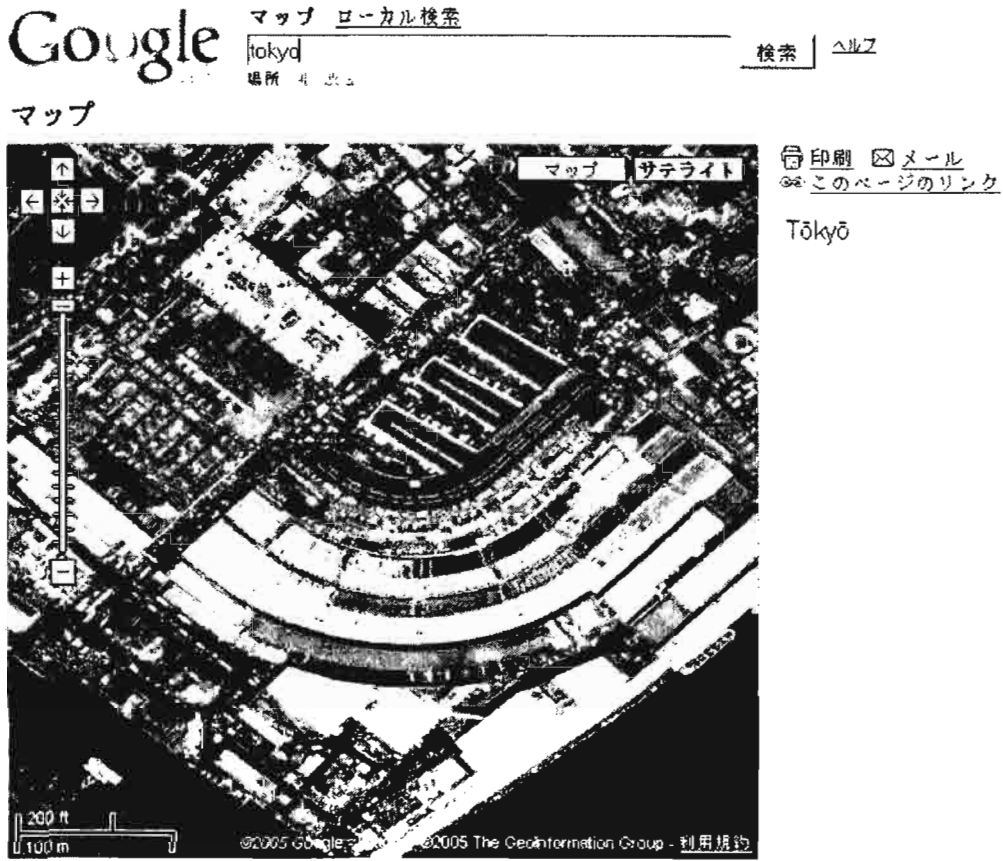 Google
マップ ローカル検索
tokyo
検索 ヘルプ
場所
マップ
マップ サテライト
印刷 メール
このページのリンク
Tōkyō
200 ft
100 m
©2005 Google - ©2005 The GeoInformation Group - 利用規約